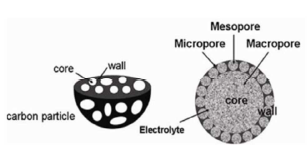 core
wall
carbon particle
Mesopore
Micropore
Macropore
core
wall
Electrolyte